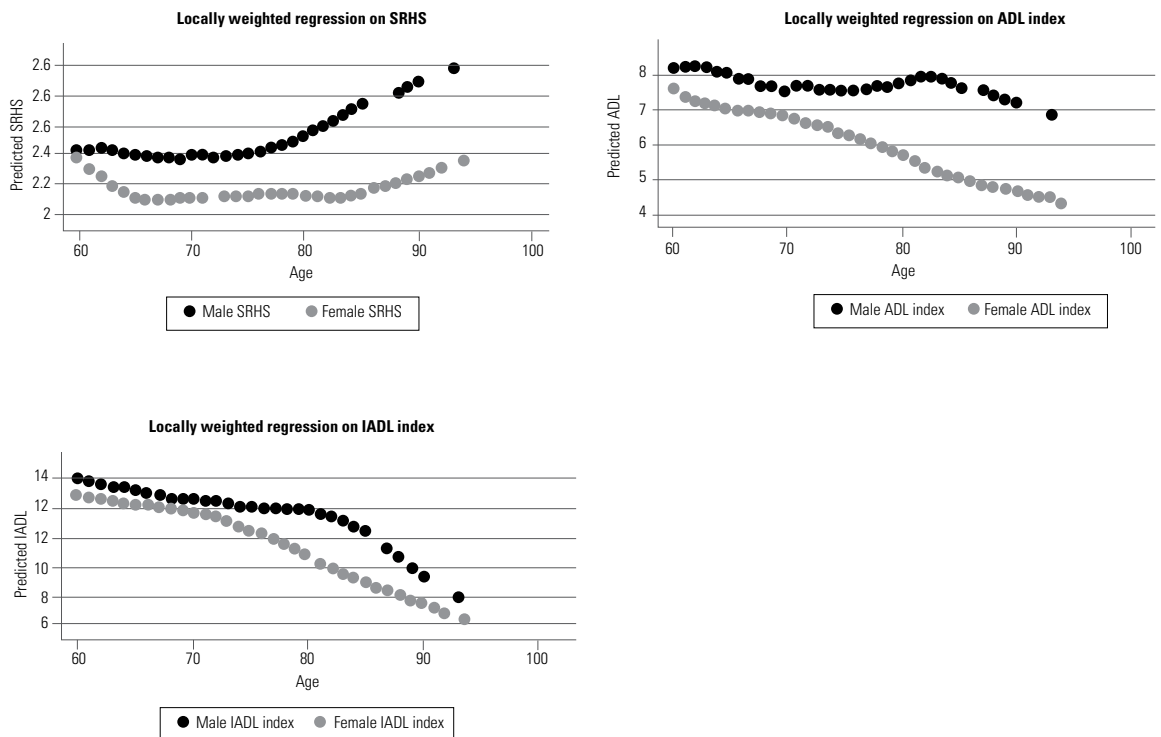 Locally weighted regression on SRHS
Predicted SRHS
2.6
2.6
2.6
2.4
2.2
2
60 70 80 90 100
Age
Male SRHS Female SRHS
Locally weighted regression on ADL index
Predicted ADL
8
7
6
5
4
60 70 80 90 100
Age
Male ADL index Female ADL index
Locally weighted regression on IADL index
Predicted IADL
14
12
12
10
8
6
60 70 80 90 100
Age
Male IADL index Female IADL index